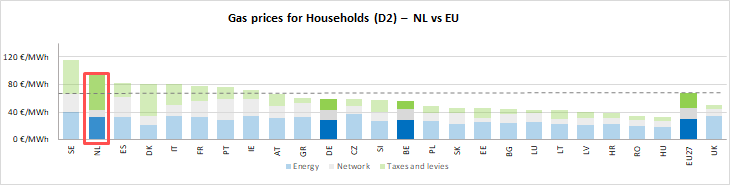 Gas prices for Households (D2) – NL vs EU
120 €/MWh
80 €/MWh
40 €/MWh
0 €/MWh
SE NL ES DK IT FR PT IE AT GR DE CZ SI BE PL SK EE BG LU LT LV HR RO HU EU27 UK
Energy Network Taxes and levies